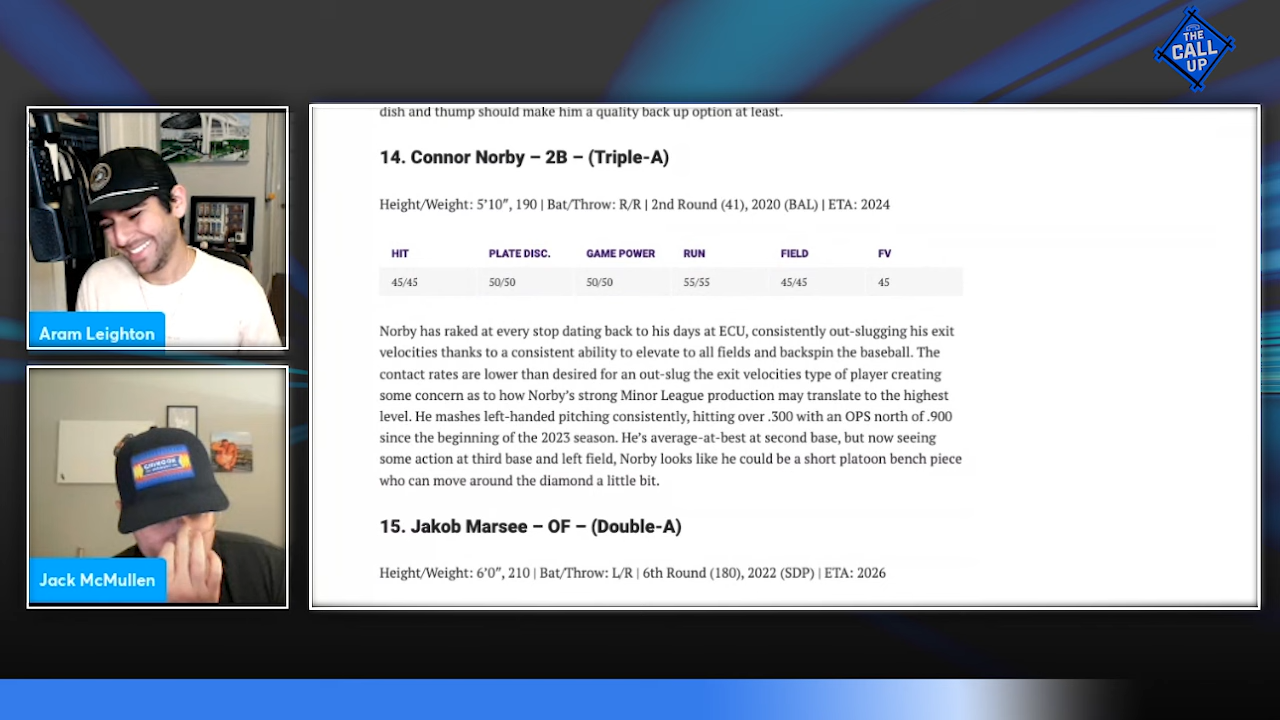 THE
CALL
UP
dish and thump should make him a quality back up option at least.
14. Connor Norby – 2B – (Triple-A)
Height/Weight: 5’10″, 190 | Bat/Throw: R/R | 2nd Round (41), 2020 (BAL) | ETA: 2024
HIT PLATE DISC. GAME POWER RUN FIELD FV
45/45 50/50 50/50 55/55 45/45 45
Norby has raked at every stop dating back to his days at ECU, consistently out-slugging his exit
velocities thanks to a consistent ability to elevate to all fields and backspin the baseball. The
contact rates are lower than desired for an out-slug the exit velocities type of player creating
some concern as to how Norby’s strong Minor League production may translate to the highest
level. He mashes left-handed pitching consistently, hitting over .300 with an OPS north of .900
since the beginning of the 2023 season. He’s average-at-best at second base, but now seeing
some action at third base and left field, Norby looks like he could be a short platoon bench piece
who can move around the diamond a little bit.
15. Jakob Marsee – OF – (Double-A)
Height/Weight: 6’0″, 210 | Bat/Throw: L/R | 6th Round (180), 2022 (SDP) | ETA: 2026
Aram Leighton
Jack McMullen